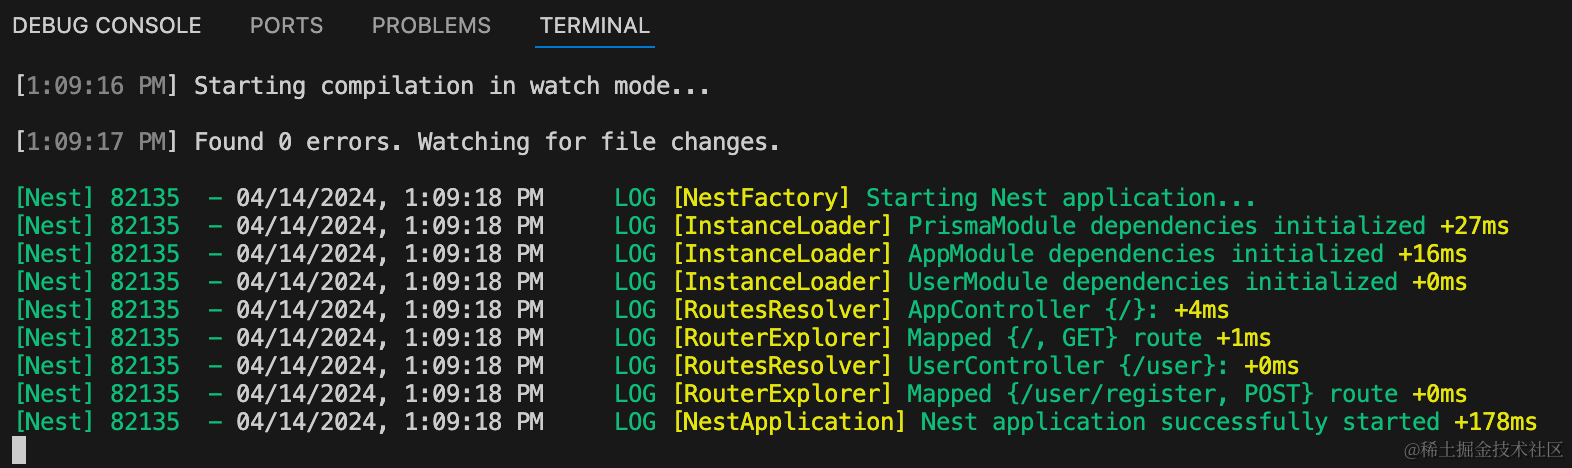 DEBUG CONSOLE PORTS PROBLEMS TERMINAL
[1:09:16 PM] Starting compilation in watch mode...
[1:09:17 PM] Found 0 errors. Watching for file changes.
[Nest] 82135  - 04/14/2024, 1:09:18 PM     LOG [NestFactory] Starting Nest application...
[Nest] 82135  - 04/14/2024, 1:09:18 PM     LOG [InstanceLoader] PrismaModule dependencies initialized +27ms
[Nest] 82135  - 04/14/2024, 1:09:18 PM     LOG [InstanceLoader] AppModule dependencies initialized +16ms
[Nest] 82135  - 04/14/2024, 1:09:18 PM     LOG [InstanceLoader] UserModule dependencies initialized +0ms
[Nest] 82135  - 04/14/2024, 1:09:18 PM     LOG [RoutesResolver] AppController {/}: +4ms
[Nest] 82135  - 04/14/2024, 1:09:18 PM     LOG [RouterExplorer] Mapped {/, GET} route +1ms
[Nest] 82135  - 04/14/2024, 1:09:18 PM     LOG [RoutesResolver] UserController {/user}: +0ms
[Nest] 82135  - 04/14/2024, 1:09:18 PM     LOG [RouterExplorer] Mapped {/user/register, POST} route +0ms
[Nest] 82135  - 04/14/2024, 1:09:18 PM     LOG [NestApplication] Nest application successfully started +178ms
@稀土掘金技术社区